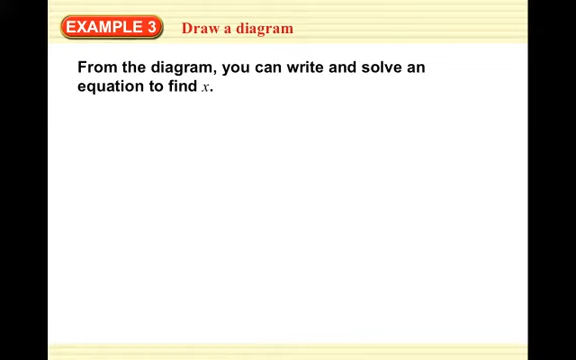 EXAMPLE 3 Draw a diagram
From the diagram, you can write and solve an
equation to find x.